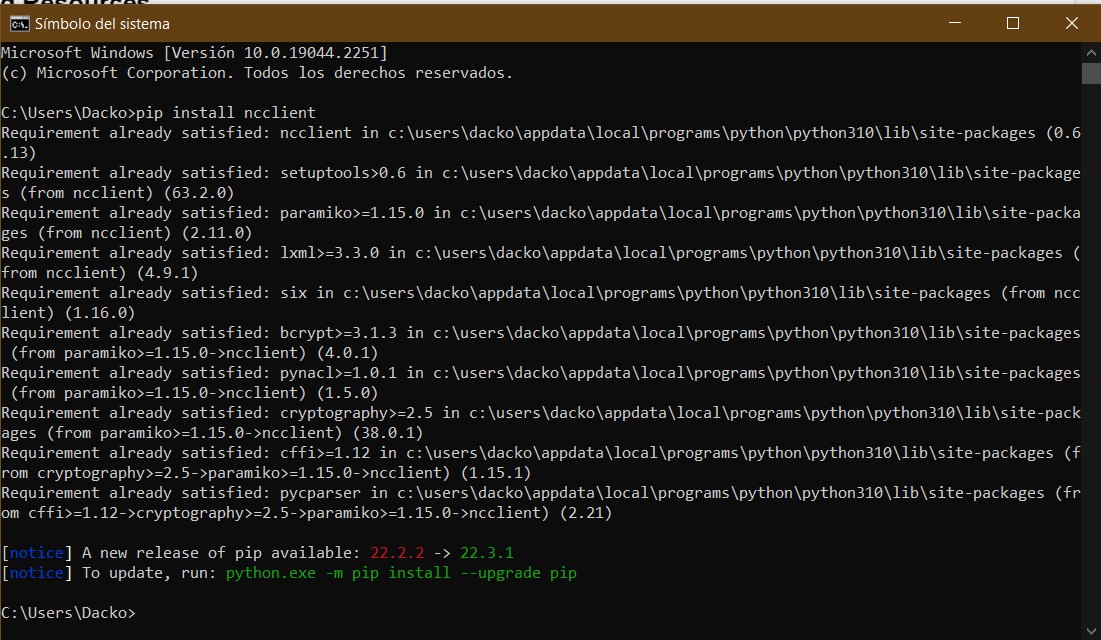 Símbolo del sistema
Microsoft Windows [Versión 10.0.19044.2251]
(c) Microsoft Corporation. Todos los derechos reservados.
C:\Users\Dacko>pip install ncclient
Requirement already satisfied: ncclient in c:\users\dacko\appdata\local\programs\python\python310\lib\site-packages (0.6
.13)
Requirement already satisfied: setuptools>0.6 in c:\users\dacko\appdata\local\programs\python\python310\lib\site-package
s (from ncclient) (63.2.0)
Requirement already satisfied: paramiko>=1.15.0 in c:\users\dacko\appdata\local\programs\python\python310\lib\site-packa
ges (from ncclient) (2.11.0)
Requirement already satisfied: lxml>=3.3.0 in c:\users\dacko\appdata\local\programs\python\python310\lib\site-packages (
from ncclient) (4.9.1)
Requirement already satisfied: six in c:\users\dacko\appdata\local\programs\python\python310\lib\site-packages (from ncc
lient) (1.16.0)
Requirement already satisfied: bcrypt>=3.1.3 in c:\users\dacko\appdata\local\programs\python\python310\lib\site-packages
 (from paramiko>=1.15.0->ncclient) (4.0.1)
Requirement already satisfied: pynacl>=1.0.1 in c:\users\dacko\appdata\local\programs\python\python310\lib\site-packages
 (from paramiko>=1.15.0->ncclient) (1.5.0)
Requirement already satisfied: cryptography>=2.5 in c:\users\dacko\appdata\local\programs\python\python310\lib\site-pack
ages (from paramiko>=1.15.0->ncclient) (38.0.1)
Requirement already satisfied: cffi>=1.12 in c:\users\dacko\appdata\local\programs\python\python310\lib\site-packages (f
rom cryptography>=2.5->paramiko>=1.15.0->ncclient) (1.15.1)
Requirement already satisfied: pycparser in c:\users\dacko\appdata\local\programs\python\python310\lib\site-packages (fr
om cffi>=1.12->cryptography>=2.5->paramiko>=1.15.0->ncclient) (2.21)
[notice] A new release of pip available: 22.2.2 -> 22.3.1
[notice] To update, run: python.exe -m pip install --upgrade pip
C:\Users\Dacko>